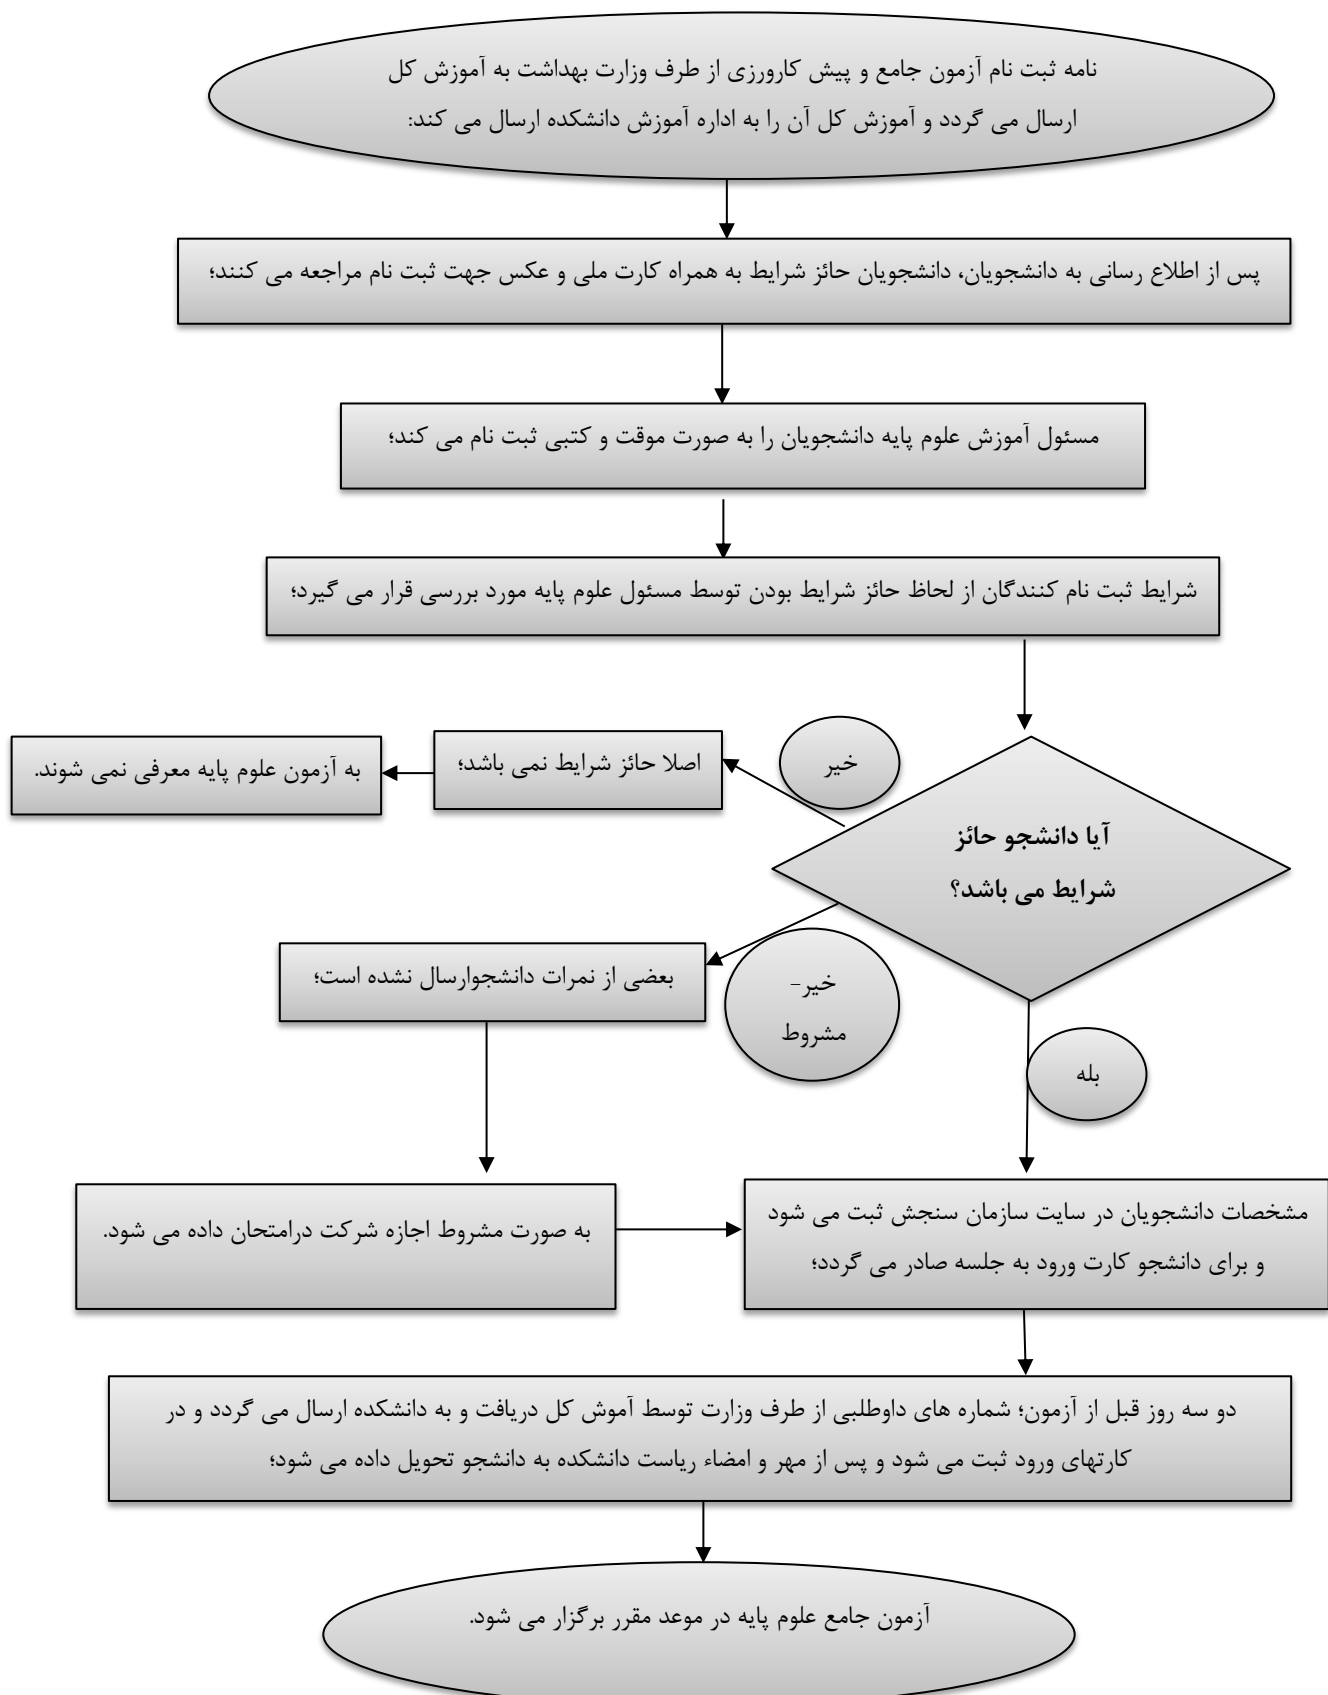 نامه ثبت نام آزمون جامع و پیش کارورزی از طرف وزارت بهداشت به آموزش کل
ارسال می گردد و آموزش کل آن را به اداره آموزش دانشکده ارسال می کند:
پس از اطلاع رسانی به دانشجویان، دانشجویان حائز شرایط به همراه کارت ملی و عکس جهت ثبت نام مراجعه می کنند؛
مسئول آموزش علوم پایه دانشجویان را به صورت موقت و کتبی ثبت نام می کند؛
شرایط ثبت نام کنندگان از لحاظ حائز شرایط بودن توسط مسئول علوم پایه مورد بررسی قرار می گیرد؛
آیا دانشجو حائز
شرایط می باشد؟
خیر
اصلا حائز شرایط نمی باشد؛
به آزمون علوم پایه معرفی نمی شوند.
خیر-
مشروط
بعضی از نمرات دانشجوارسال نشده است؛
بله
به صورت مشروط اجازه شرکت درامتحان داده می شود.
مشخصات دانشجویان در سایت سازمان سنجش ثبت می شود
و برای دانشجو کارت ورود به جلسه صادر می گردد؛
دو سه روز قبل از آزمون؛ شماره های داوطلبی از طرف وزارت توسط آموش کل دریافت و به دانشکده ارسال می گردد و در
کارتهای ورود ثبت می شود و پس از مهر و امضاء ریاست دانشکده به دانشجو تحویل داده می شود؛
آزمون جامع علوم پایه در موعد مقرر برگزار می شود.